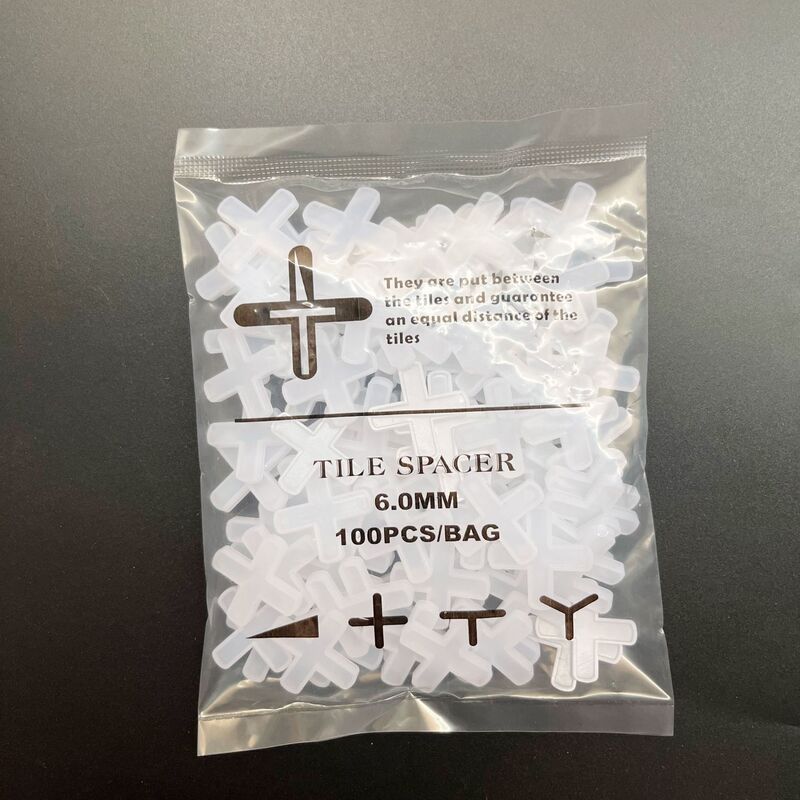 They are put between
the tiles and guarontee
an equal distance of the
tiles
TILE SPACER
6.0MM
100PCS/BAG